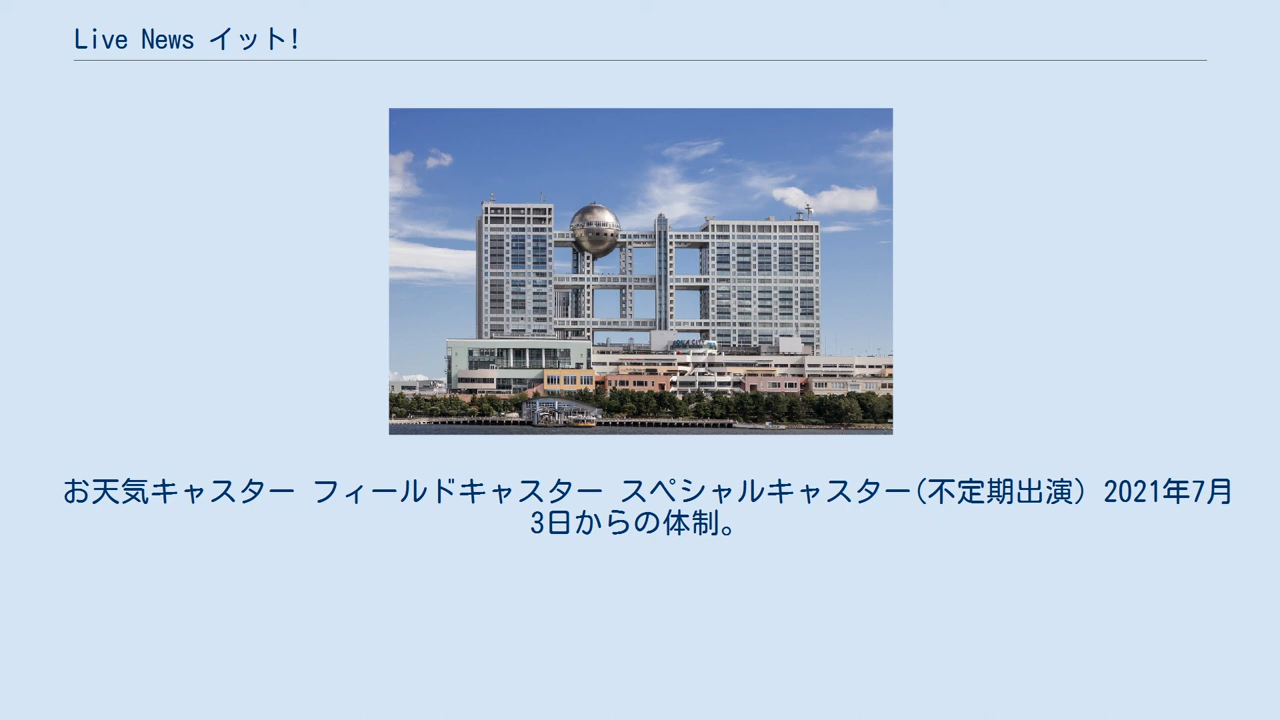 Live News イット!
お天気キャスター フィールドキャスター スペシャルキャスター(不定期出演) 2021年7月
3日からの体制。